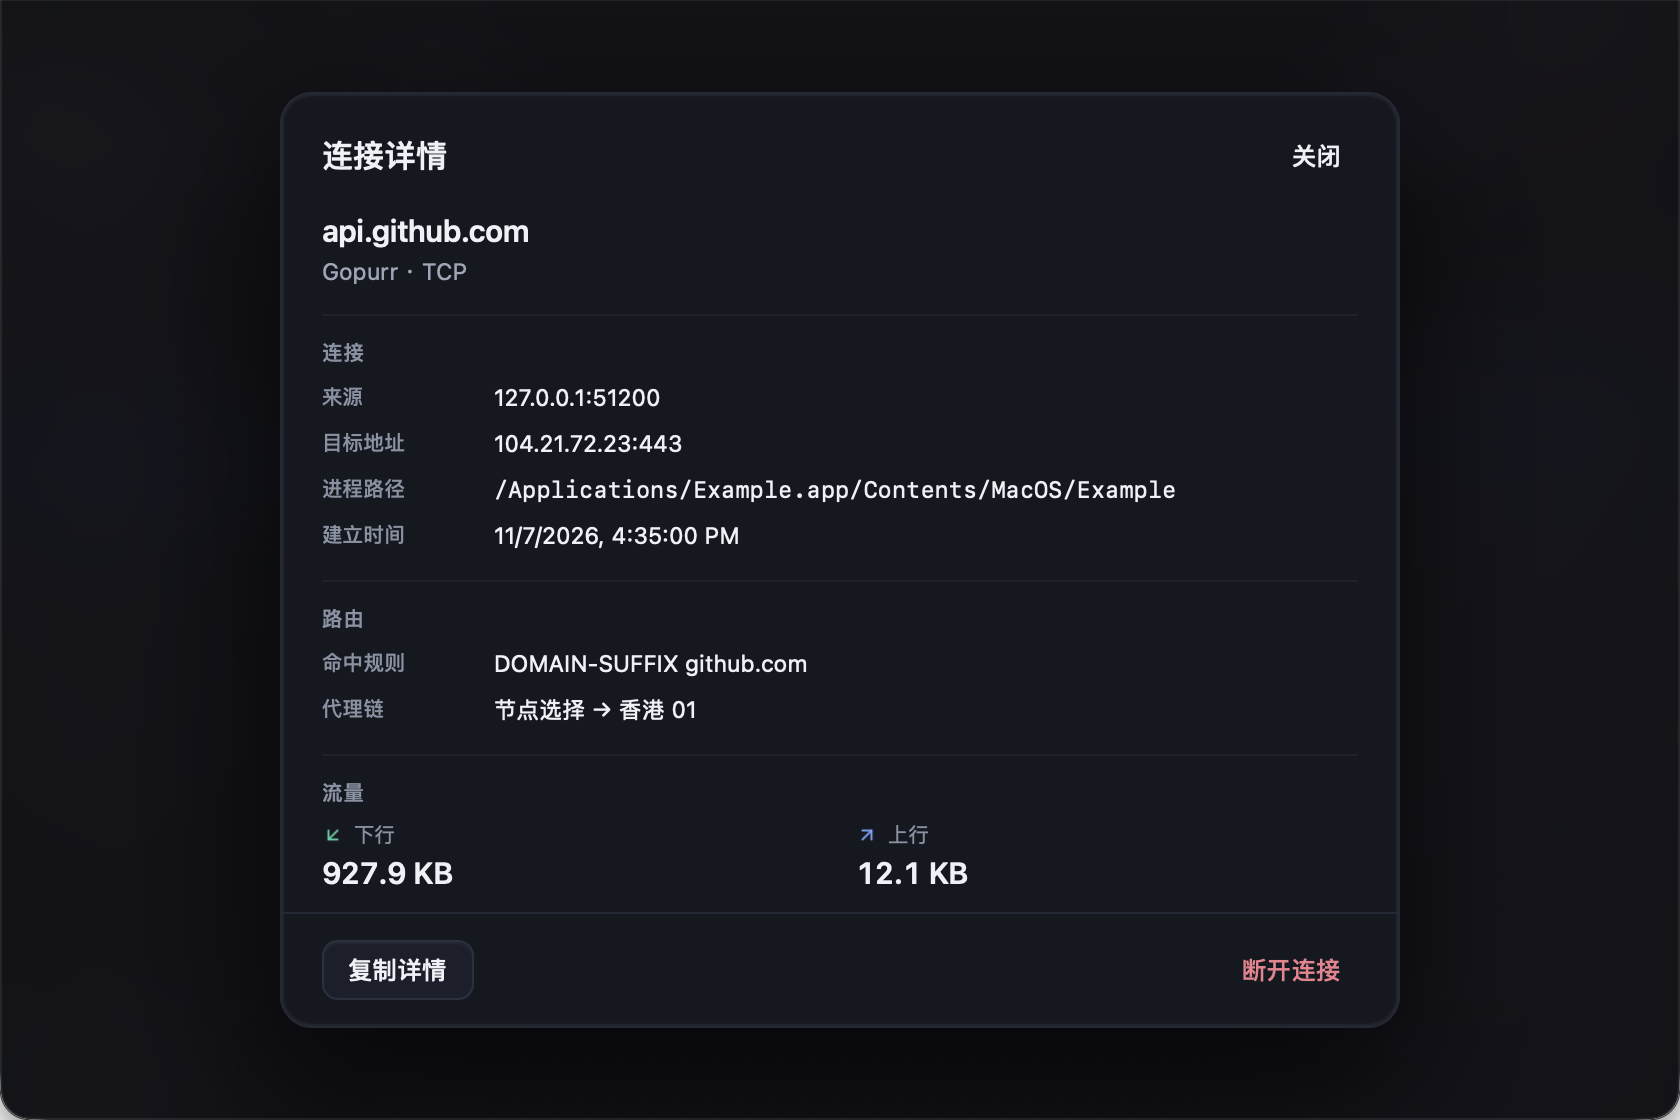 连接详情
关闭
api.github.com
Gopurr · TCP
连接
来源 127.0.0.1:51200
目标地址 104.21.72.23:443
进程路径 /Applications/Example.app/Contents/MacOS/Example
建立时间 11/7/2026, 4:35:00 PM
路由
命中规则 DOMAIN-SUFFIX github.com
代理链 节点选择 → 香港 01
流量
↙ 下行 ↗ 上行
927.9 KB 12.1 KB
复制详情 断开连接